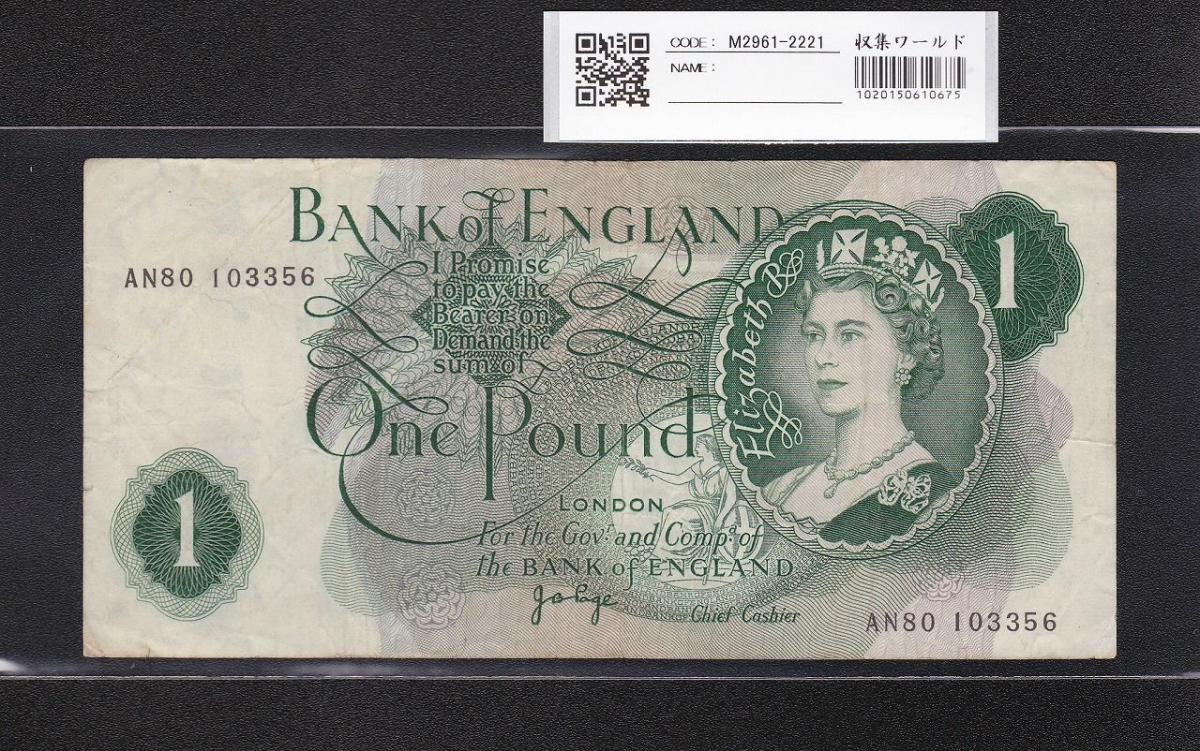 CODE: M2961-2221
収集ワールド
NAME:
1020150610675
BANK of ENGLAND
AN80 103356
I Promise
to pay the
Bearer on
Demand the
sum of
One Pound
LONDON
For the Govr. and Compa. of
the BANK of ENGLAND
Chief Cashier
Elizabeth R
1
1
AN80 103356